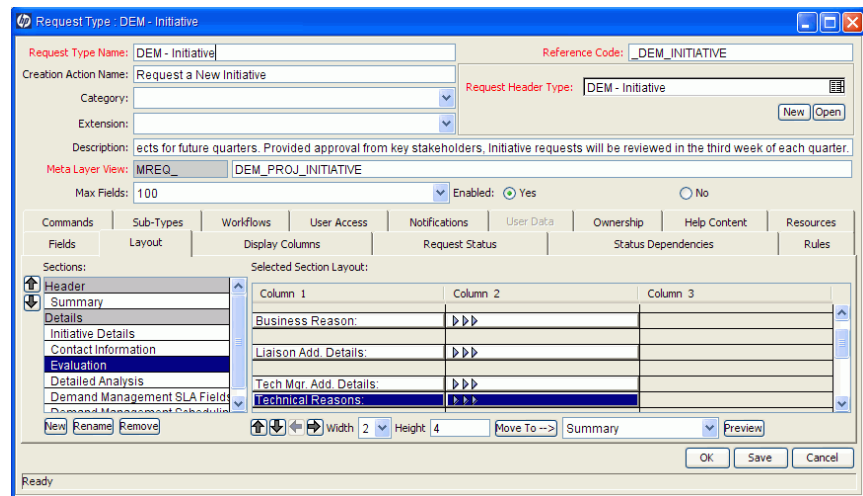 hp Request Type : DEM - Initiative
Request Type Name: DEM - Initiative Reference Code: _DEM_INITIATIVE
Creation Action Name: Request a New Initiative
Request Header Type: DEM - Initiative
Category:
New Open
Extension:
Description: ects for future quarters. Provided approval from key stakeholders, Initiative requests will be reviewed in the third week of each quarter.
Meta Layer View: MREQ_ DEM_PROJ_INITIATIVE
Max Fields: 100 Enabled: Yes No
Commands Sub-Types Workflows User Access Notifications User Data Ownership Help Content Resources
Fields Layout Display Columns Request Status Status Dependencies Rules
Sections: Selected Section Layout:
Header
Column 1 Column 2 Column 3
Summary
Details
Business Reason:
Initiative Details
Contact Information
Liaison Add. Details:
Evaluation
Detailed Analysis
Tech Mgr. Add. Details:
Demand Management SLA Fields
Technical Reasons:
Demand Management Schedulin
New Rename Remove Width 2 Height 4 Move To --> Summary Preview
OK Save Cancel
Ready